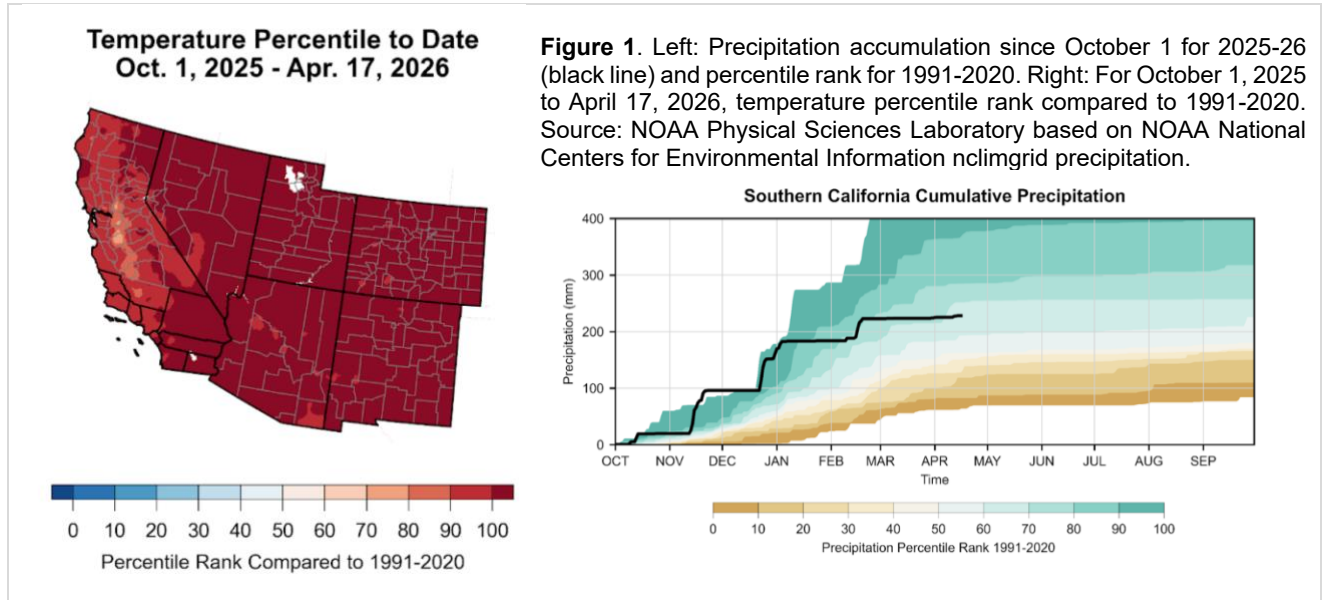 Temperature Percentile to Date
Oct. 1, 2025 - Apr. 17, 2026
0 10 20 30 40 50 60 70 80 90 100
Percentile Rank Compared to 1991-2020
Figure 1. Left: Precipitation accumulation since October 1 for 2025-26
(black line) and percentile rank for 1991-2020. Right: For October 1, 2025
to April 17, 2026, temperature percentile rank compared to 1991-2020.
Source: NOAA Physical Sciences Laboratory based on NOAA National
Centers for Environmental Information nclimgrid precipitation.
Southern California Cumulative Precipitation
Precipitation (mm)
400
300
200
100
0
OCT NOV DEC JAN FEB MAR APR MAY JUN JUL AUG SEP
Time
0 10 20 30 40 50 60 70 80 90 100
Precipitation Percentile Rank 1991-2020